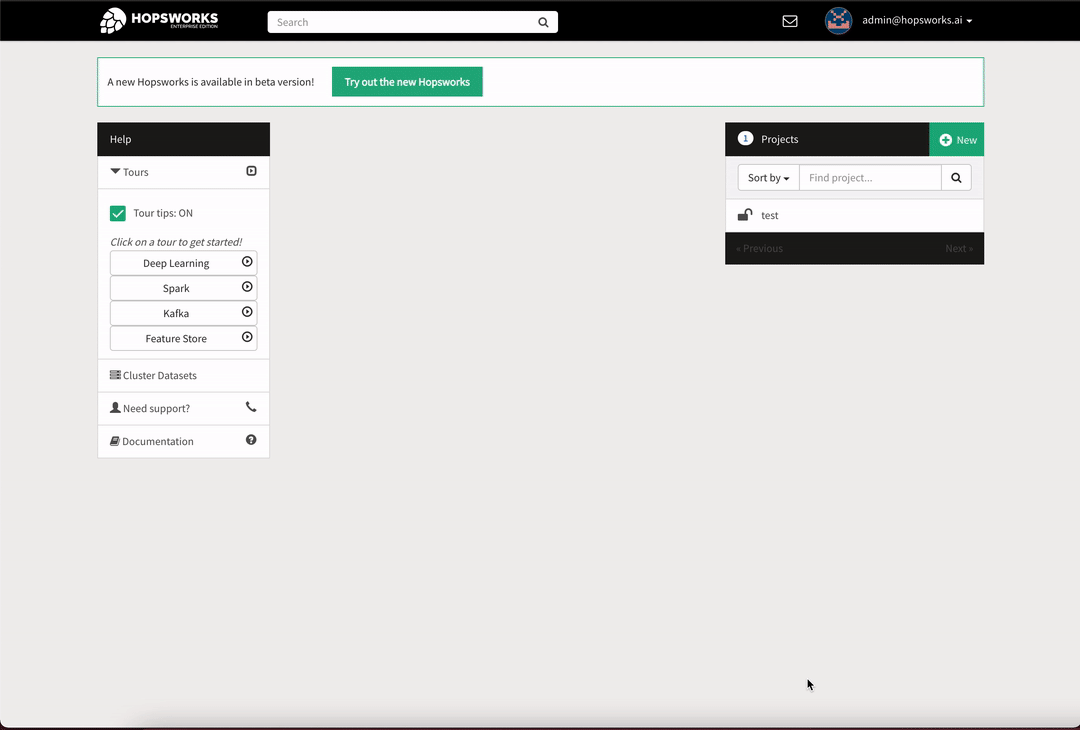 HOPSWORKS
ENTERPRISE EDITION
Search
admin@hopsworks.ai
A new Hopsworks is available in beta version!
Try out the new Hopsworks
Help
Tours
Tour tips: ON
Click on a tour to get started!
Deep Learning
Spark
Kafka
Feature Store
Cluster Datasets
Need support?
Documentation
1 Projects
New
Sort by
Find project...
test
« Previous
Next »